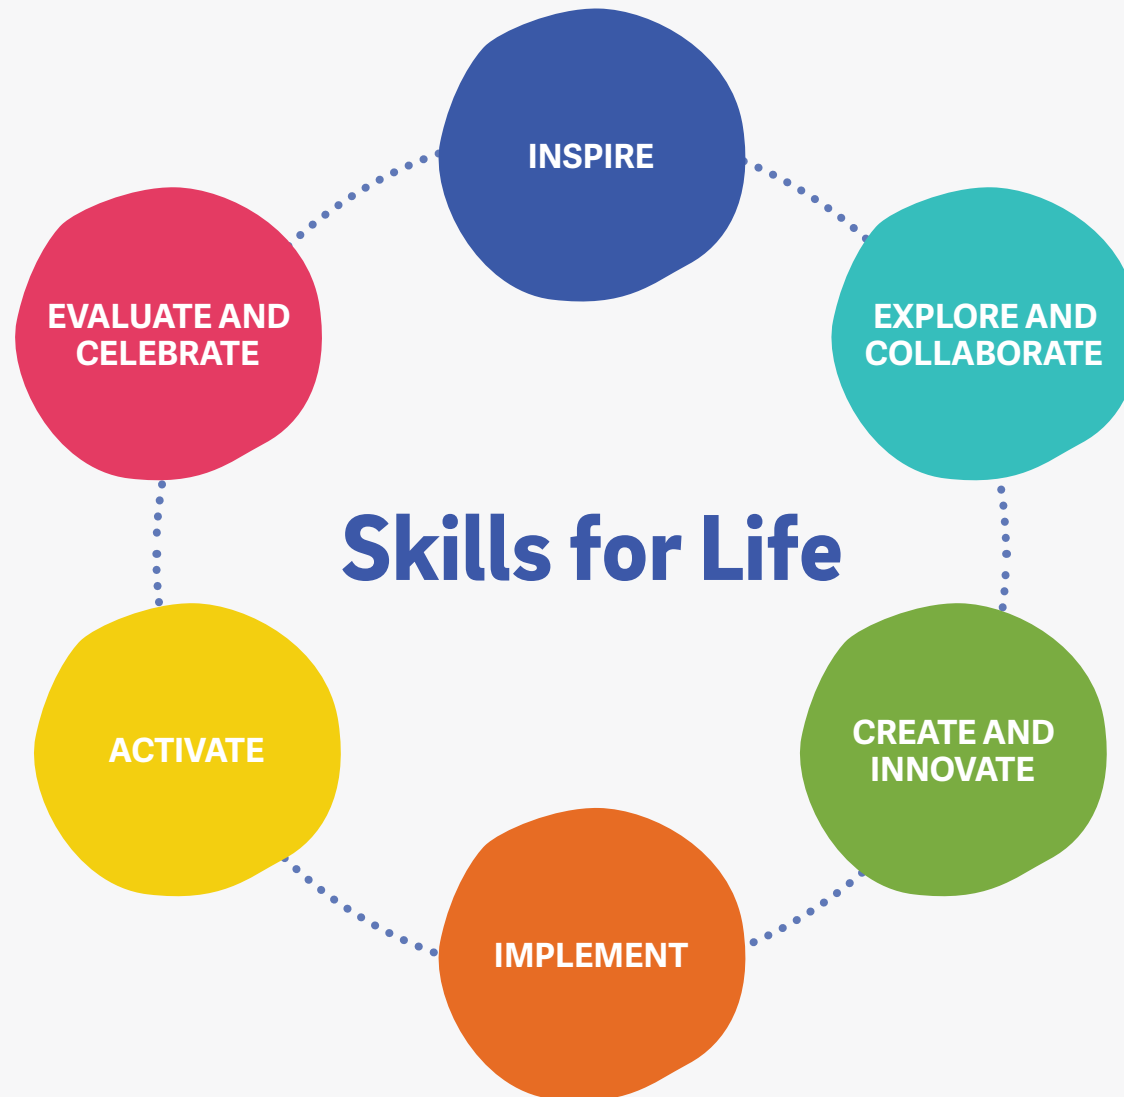 INSPIRE
EVALUATE AND
CELEBRATE
EXPLORE AND
COLLABORATE
Skills for Life
ACTIVATE
CREATE AND
INNOVATE
IMPLEMENT